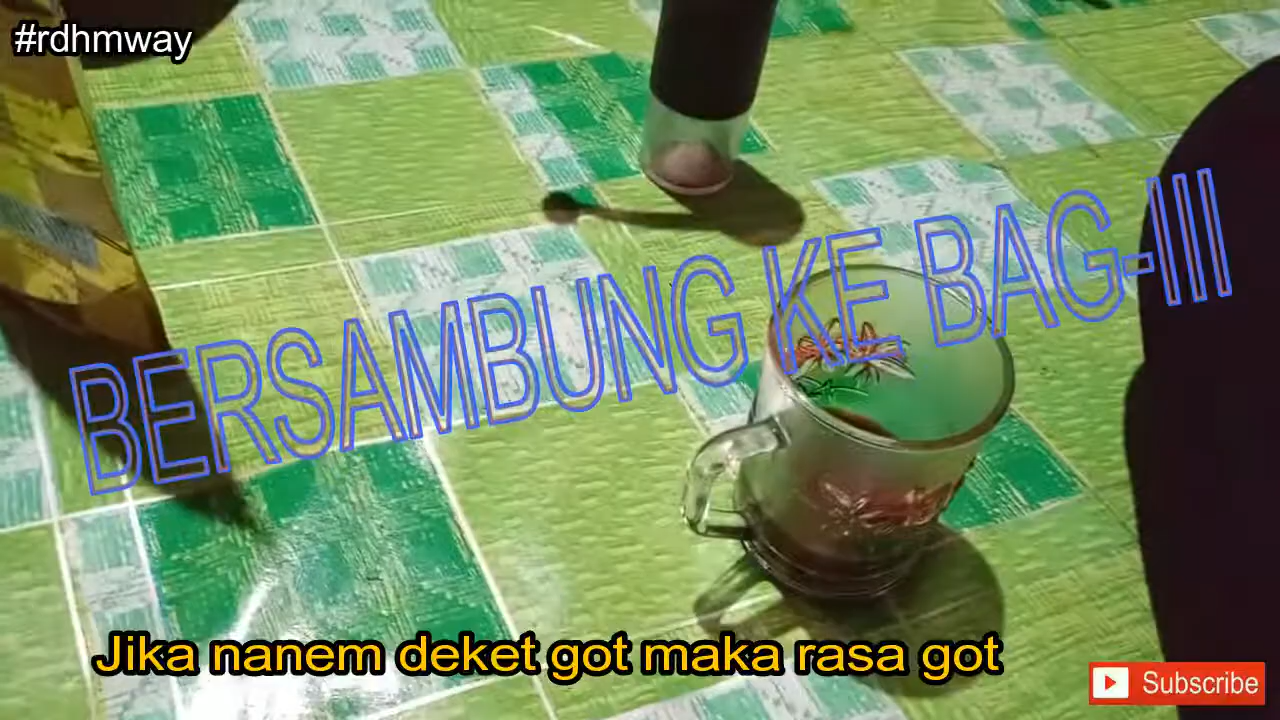 #rdhmway
BERSAMBUNG KE BAG-III
Jika nanem deket got maka rasa got
Subscribe